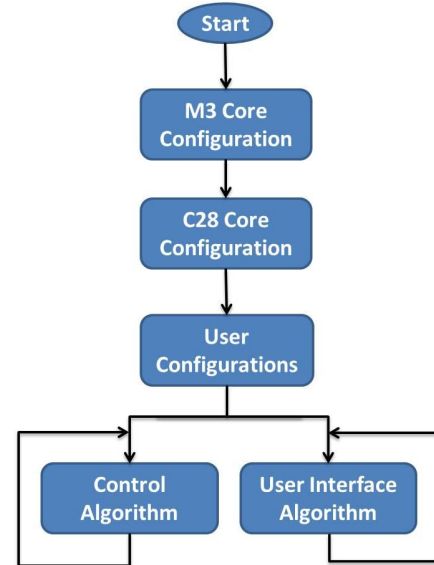 Start
M3 Core
Configuration
C28 Core
Configuration
User
Configurations
Control
Algorithm
User Interface
Algorithm